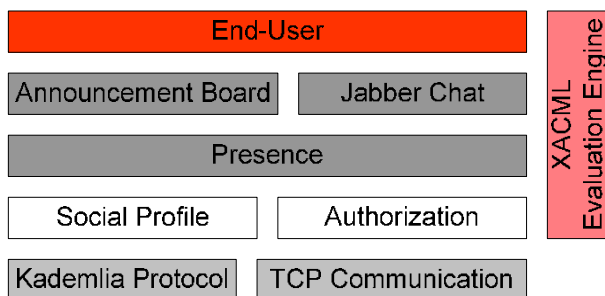 End-User
Announcement Board
Jabber Chat
Presence
Social Profile
Authorization
Kademlia Protocol
TCP Communication
XACML
Evaluation Engine